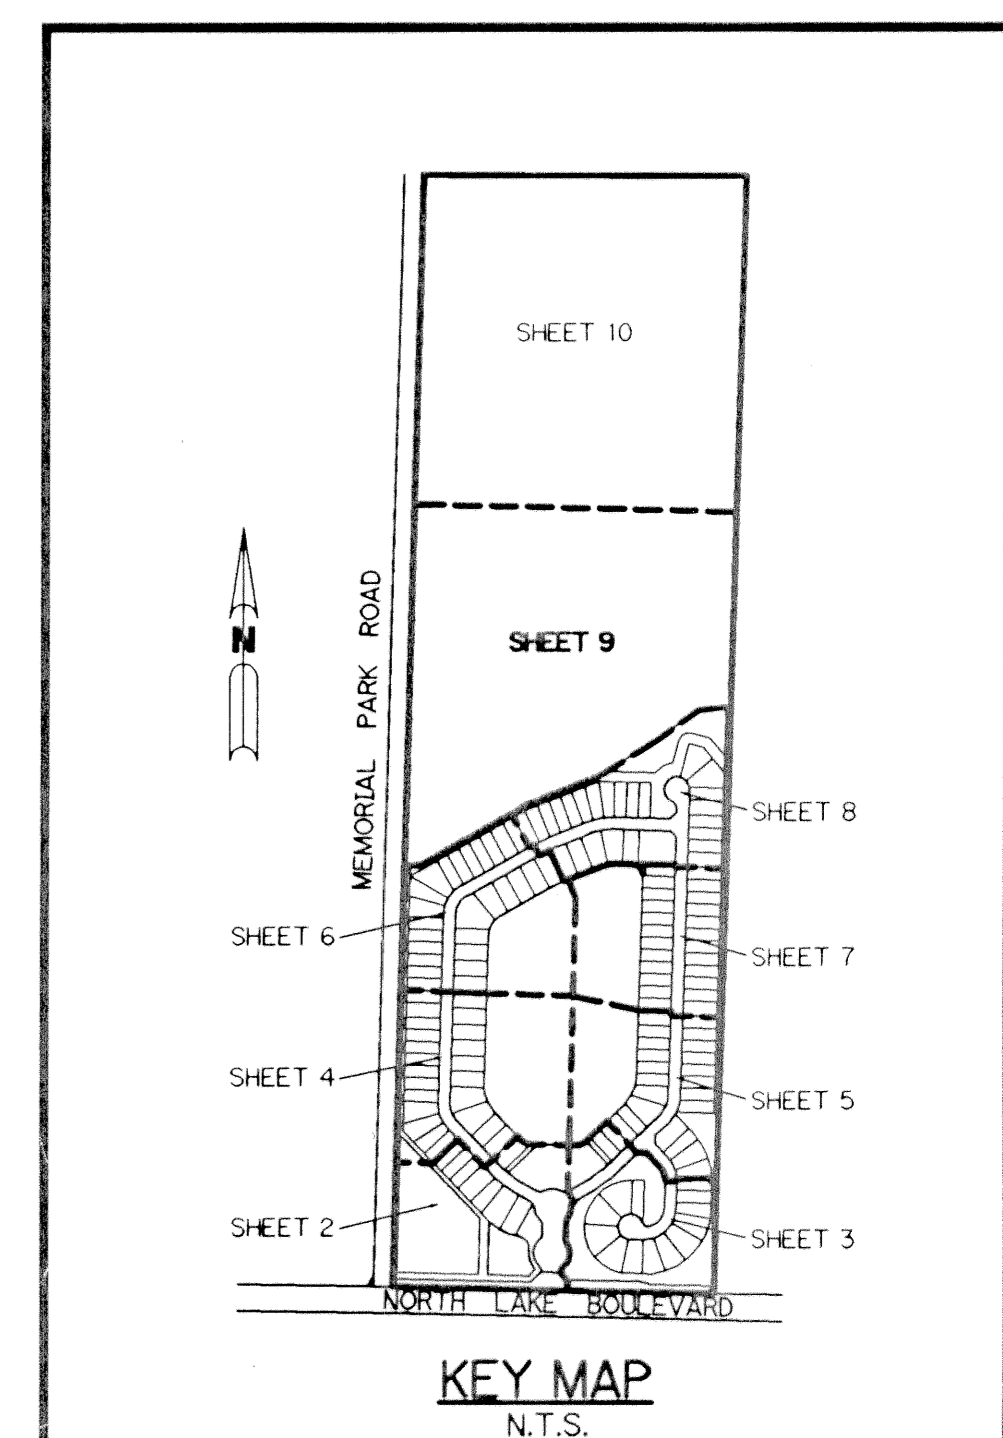 SHEET 10
N
MEMORIAL PARK ROAD
SHEET 9
SHEET 8
SHEET 6
SHEET 7
SHEET 4
SHEET 5
SHEET 2
SHEET 3
NORTH LAKE BOULEVARD
KEY MAP
N.T.S.